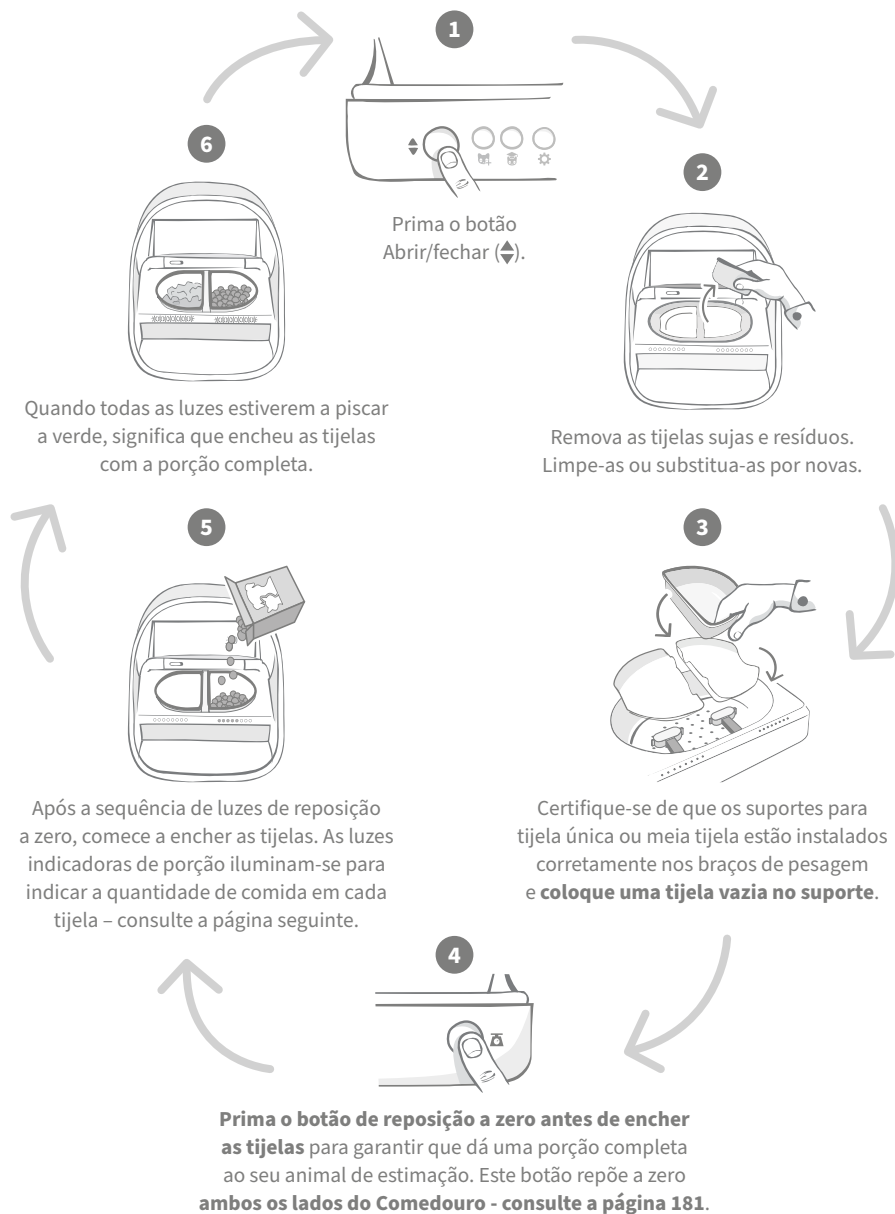 1
Prima o botão
Abrir/fechar (♦).
2
Remova as tijelas sujas e resíduos.
Limpe-as ou substitua-as por novas.
3
Certifique-se de que os suportes para
tijela única ou meia tijela estão instalados
corretamente nos braços de pesagem
e coloque uma tijela vazia no suporte.
4
Prima o botão de reposição a zero antes de encher
as tijelas para garantir que dá uma porção completa
ao seu animal de estimação. Este botão repõe a zero
ambos os lados do Comedouro - consulte a página 181.
5
Após a sequência de luzes de reposição
a zero, comece a encher as tijelas. As luzes
indicadoras de porção iluminam-se para
indicar a quantidade de comida em cada
tijela – consulte a página seguinte.
6
Quando todas as luzes estiverem a piscar
a verde, significa que encheu as tijelas
com a porção completa.